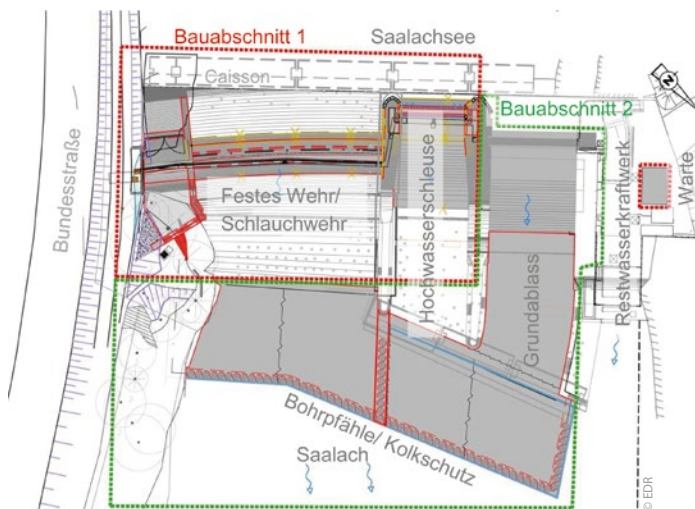 Bauabschnitt 1
Saalachsee
Caisson
N
Bauabschnitt 2
Bundesstraße
Festes Wehr/
Schlauchwehr
Hochwasserschleuse
Grundablass
Restwasserkraftwerk
Warte
Bohrpfähle/ Kolkschutz
Saalach
© EDR